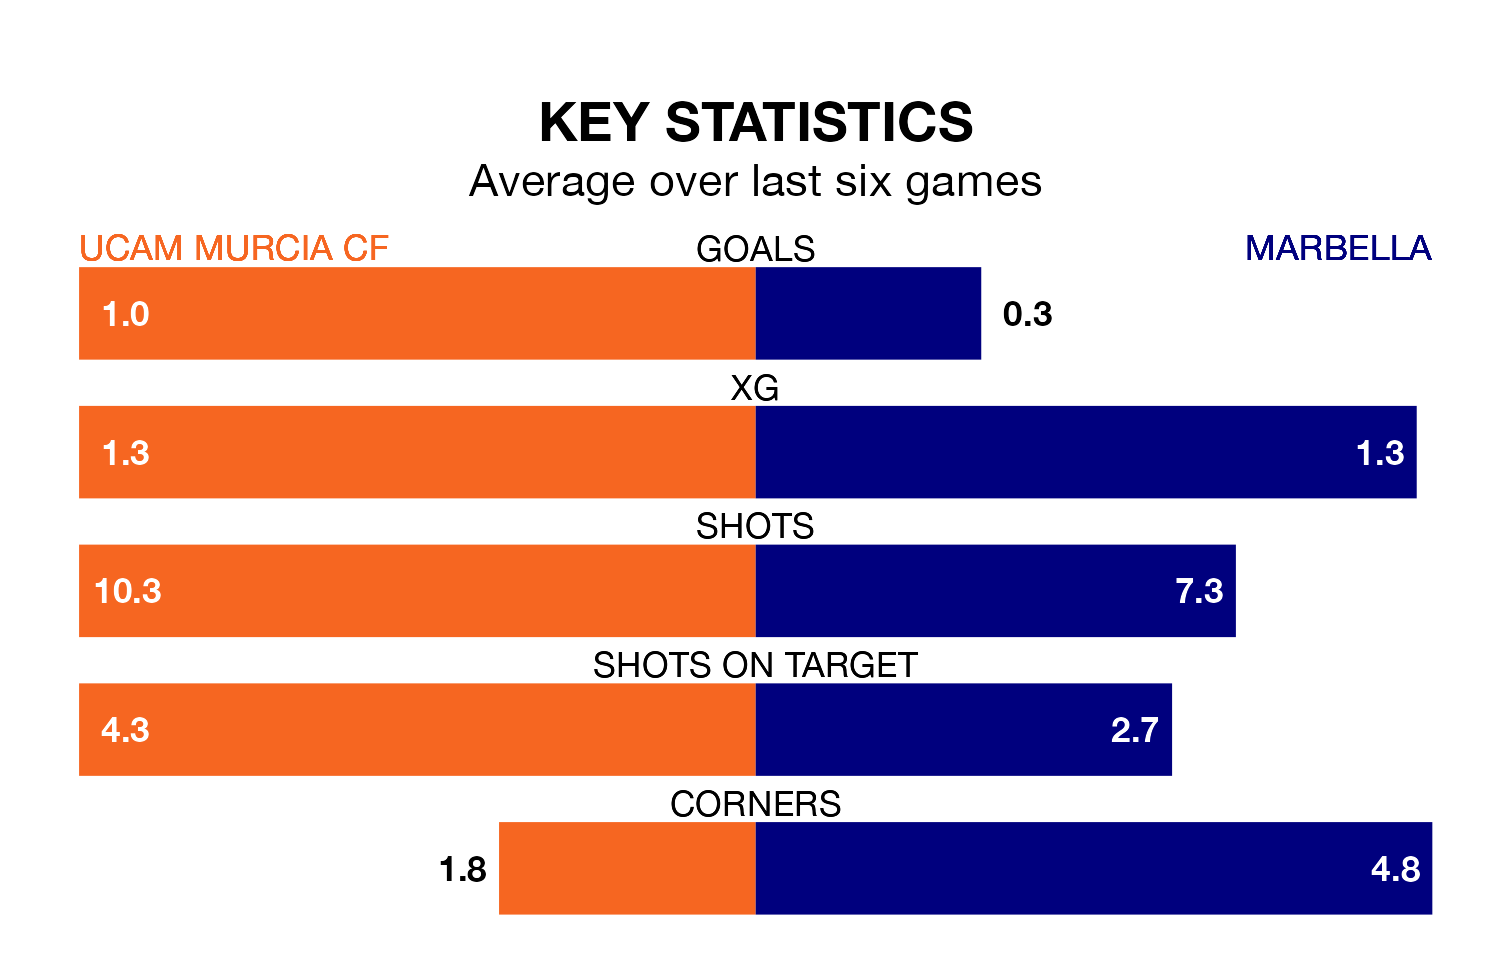 KEY STATISTICS
Average over last six games
UCAM MURCIA CF GOALS MARBELLA
1.0 0.3
XG
1.3 1.3
SHOTS
10.3 7.3
SHOTS ON TARGET
4.3 2.7
CORNERS
1.8 4.8